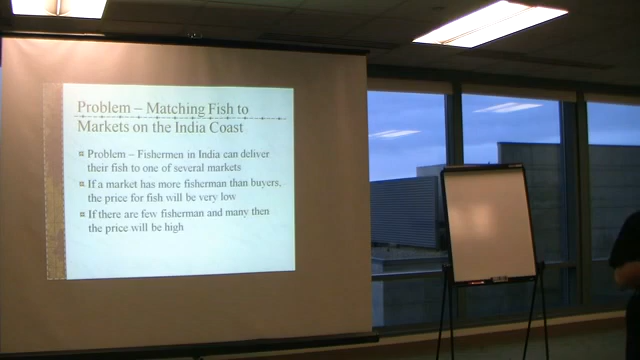 Problem – Matching Fish to
Markets on the India Coast
Problem – Fishermen in India can deliver
their fish to one of several markets
If a market has more fisherman than buyers,
the price for fish will be very low
If there are few fisherman and many then
the price will be high